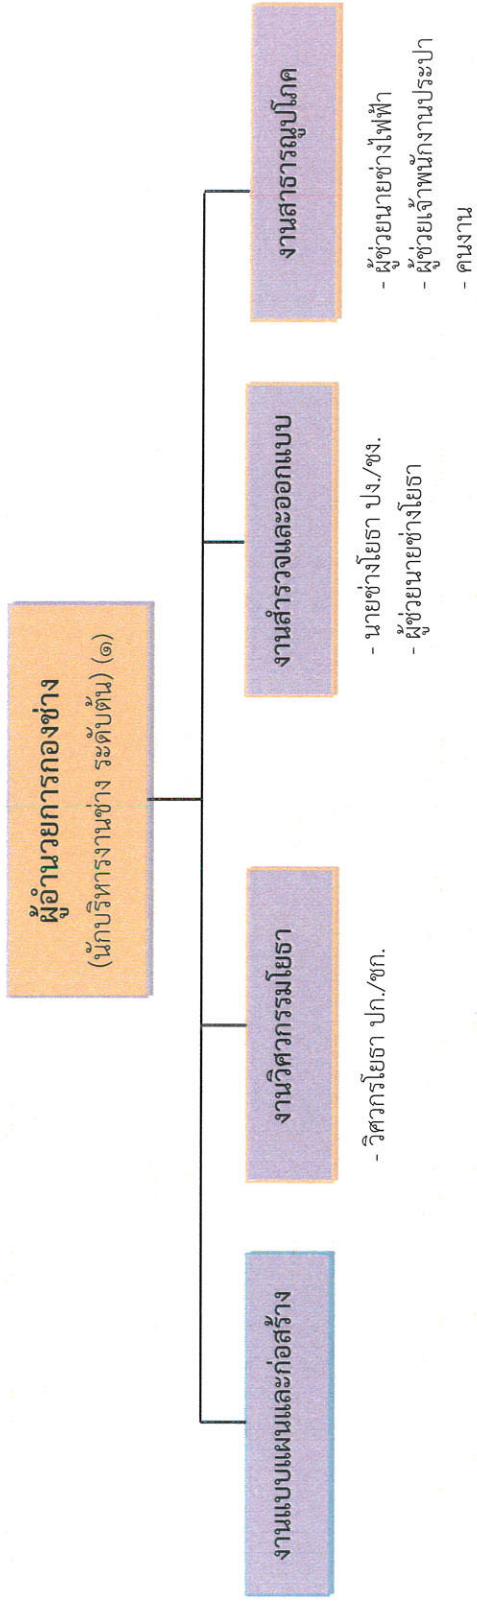 ผู้อำนวยการกองช่าง
(นักบริหารงานช่าง ระดับต้น) (๑)
งานแบบแผนและก่อสร้าง
งานวิศวกรรมโยธา
- วิศวกรโยธา ปก./ชก.
งานสำรวจและออกแบบ
- นายช่างโยธา ปง./ชง.
- ผู้ช่วยนายช่างโยธา
งานสาธารณูปโภค
- ผู้ช่วยนายช่างไฟฟ้า
- ผู้ช่วยเจ้าพนักงานประปา
- คนงาน